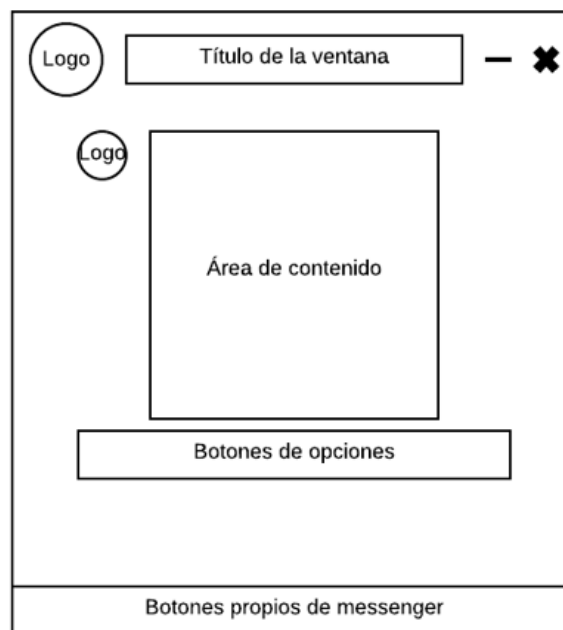 Logo
Título de la ventana
Logo
Área de contenido
Botones de opciones
Botones propios de messenger